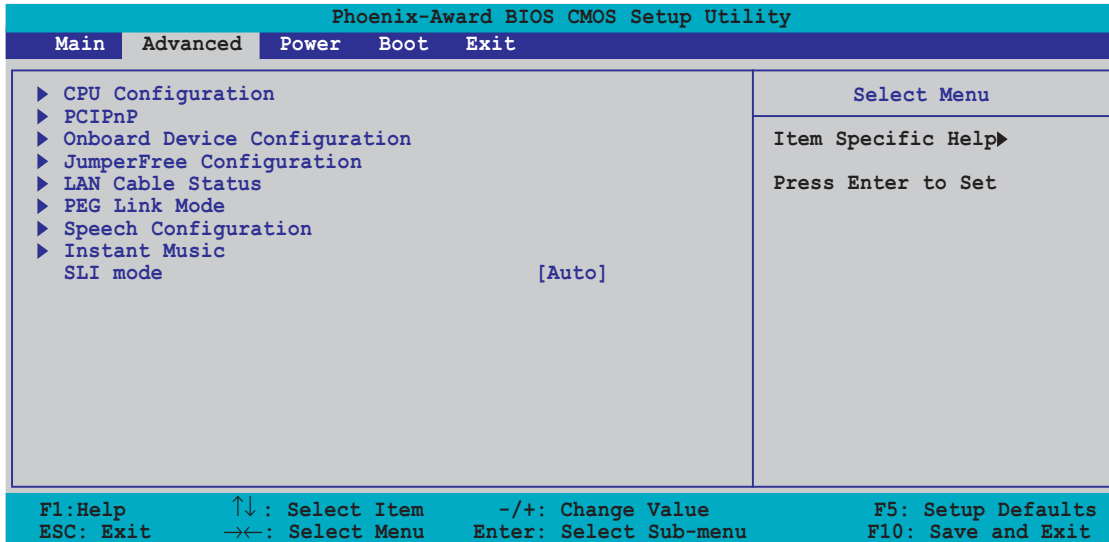 Phoenix-Award BIOS CMOS Setup Utility
Main Advanced Power Boot Exit
▶ CPU Configuration
▶ PCIPnP
▶ Onboard Device Configuration
▶ JumperFree Configuration
▶ LAN Cable Status
▶ PEG Link Mode
▶ Speech Configuration
▶ Instant Music
SLI mode [Auto]
Select Menu
Item Specific Help▶
Press Enter to Set
F1:Help ↑↓: Select Item -/+: Change Value F5: Setup Defaults
ESC: Exit →←: Select Menu Enter: Select Sub-menu F10: Save and Exit